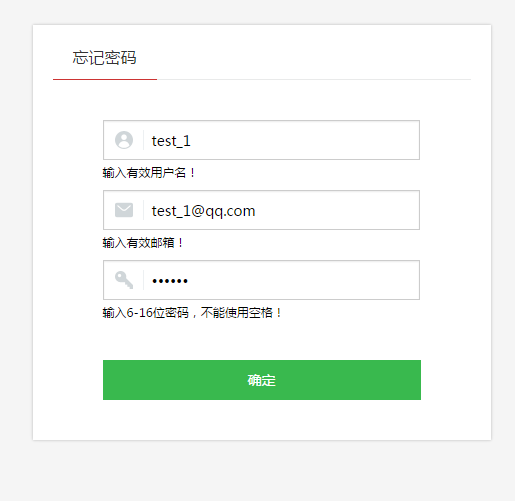 忘记密码
test_1
输入有效用户名！
test_1@qq.com
输入有效邮箱！
••••••
输入6-16位密码，不能使用空格！
确定